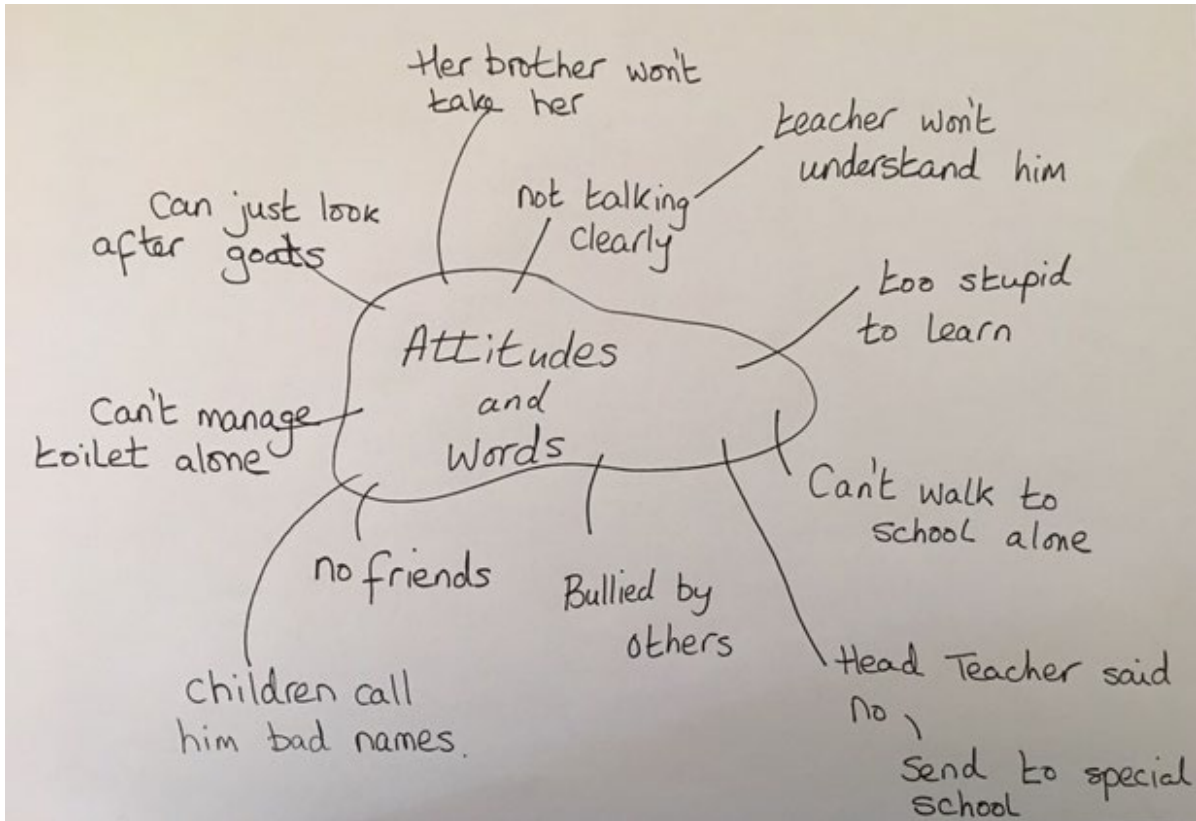 Her brother won't
take her
teacher won't
understand him
not talking
clearly
Can just look
after goats
too stupid
to learn
Attitudes
and
Words
Can't manage
toilet alone
Can't walk to
school alone
no friends
Bullied by
others
Head Teacher said
no
Send to special
school
children call
him bad names.